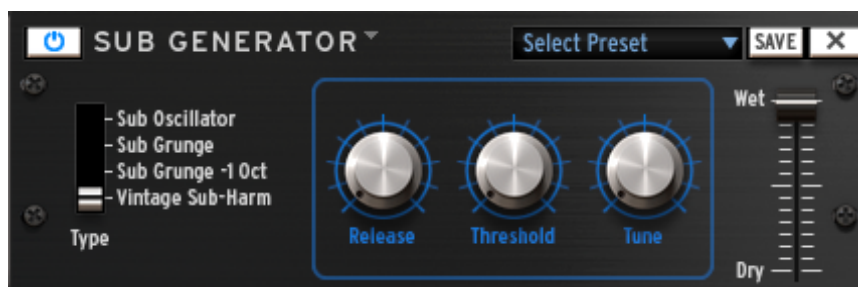 SUB GENERATOR
Select Preset
SAVE
Sub Oscillator
Sub Grunge
Sub Grunge -1 Oct
Vintage Sub-Harm
Type
Release
Threshold
Tune
Wet
Dry